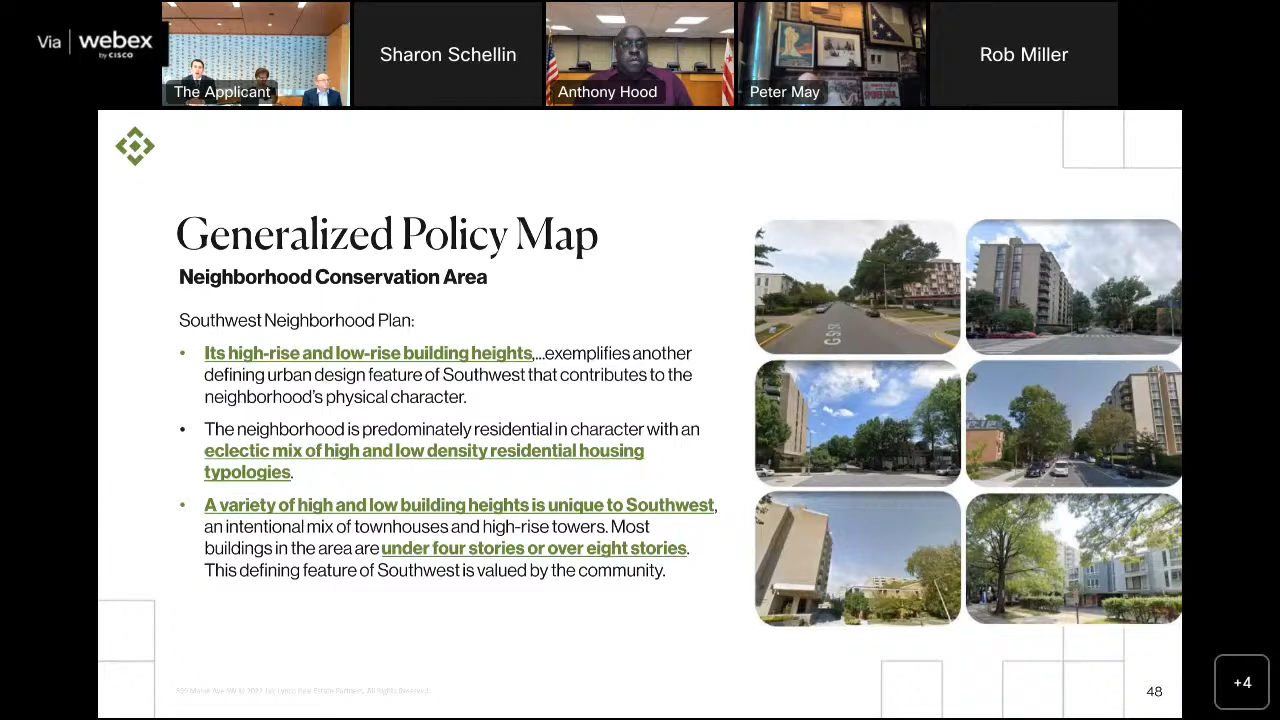 Via | webex
by CISCO
The Applicant
Sharon Schellin
Anthony Hood
Peter May
Rob Miller
Generalized Policy Map
Neighborhood Conservation Area
Southwest Neighborhood Plan:
• Its high-rise and low-rise building heights,...exemplifies another
defining urban design feature of Southwest that contributes to the
neighborhood's physical character.
• The neighborhood is predominately residential in character with an
eclectic mix of high and low density residential housing
typologies.
• A variety of high and low building heights is unique to Southwest,
an intentional mix of townhouses and high-rise towers. Most
buildings in the area are under four stories or over eight stories.
This defining feature of Southwest is valued by the community.
All Rights Reserved.
48
+4